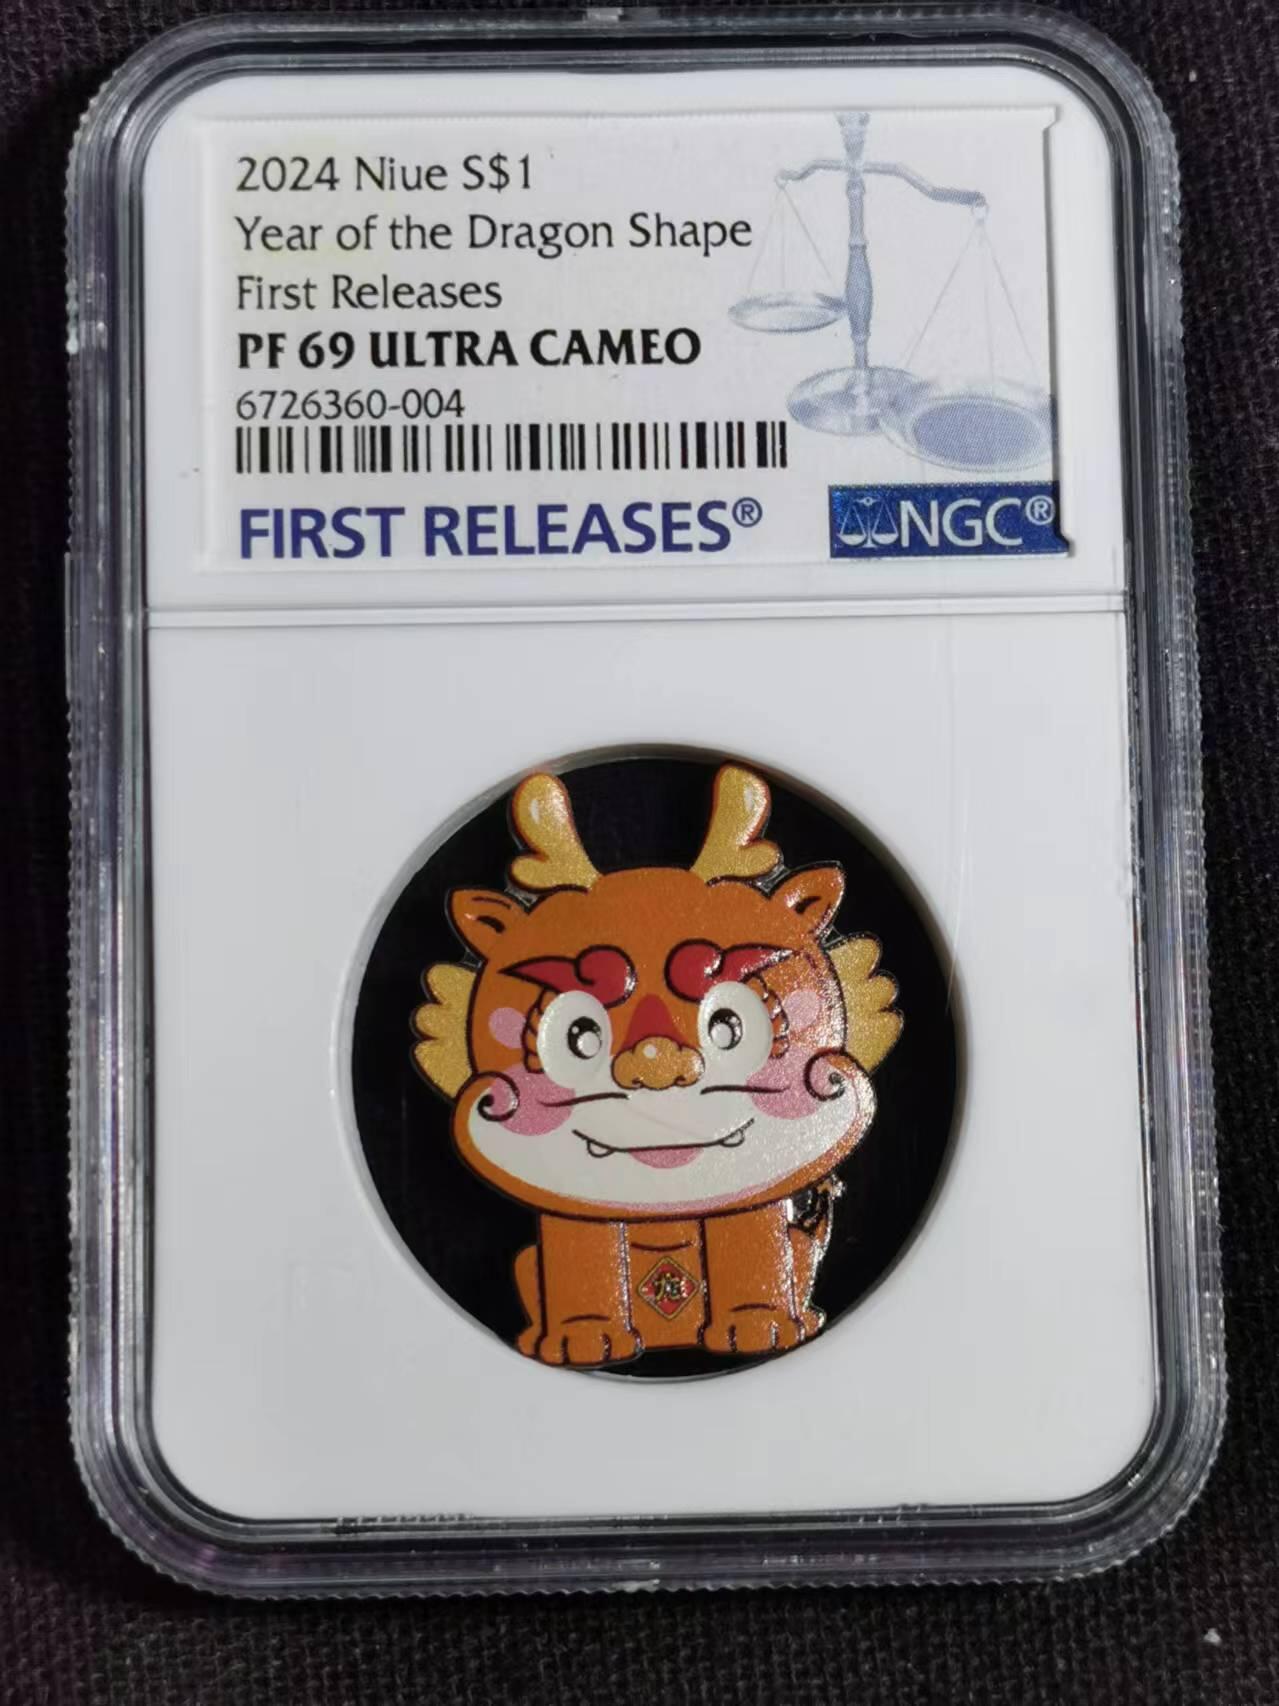 2024 Niue S$1
Year of the Dragon Shape
First Releases
PF 69 ULTRA CAMEO
6726360-004
FIRST RELEASES®
NGC®
龙